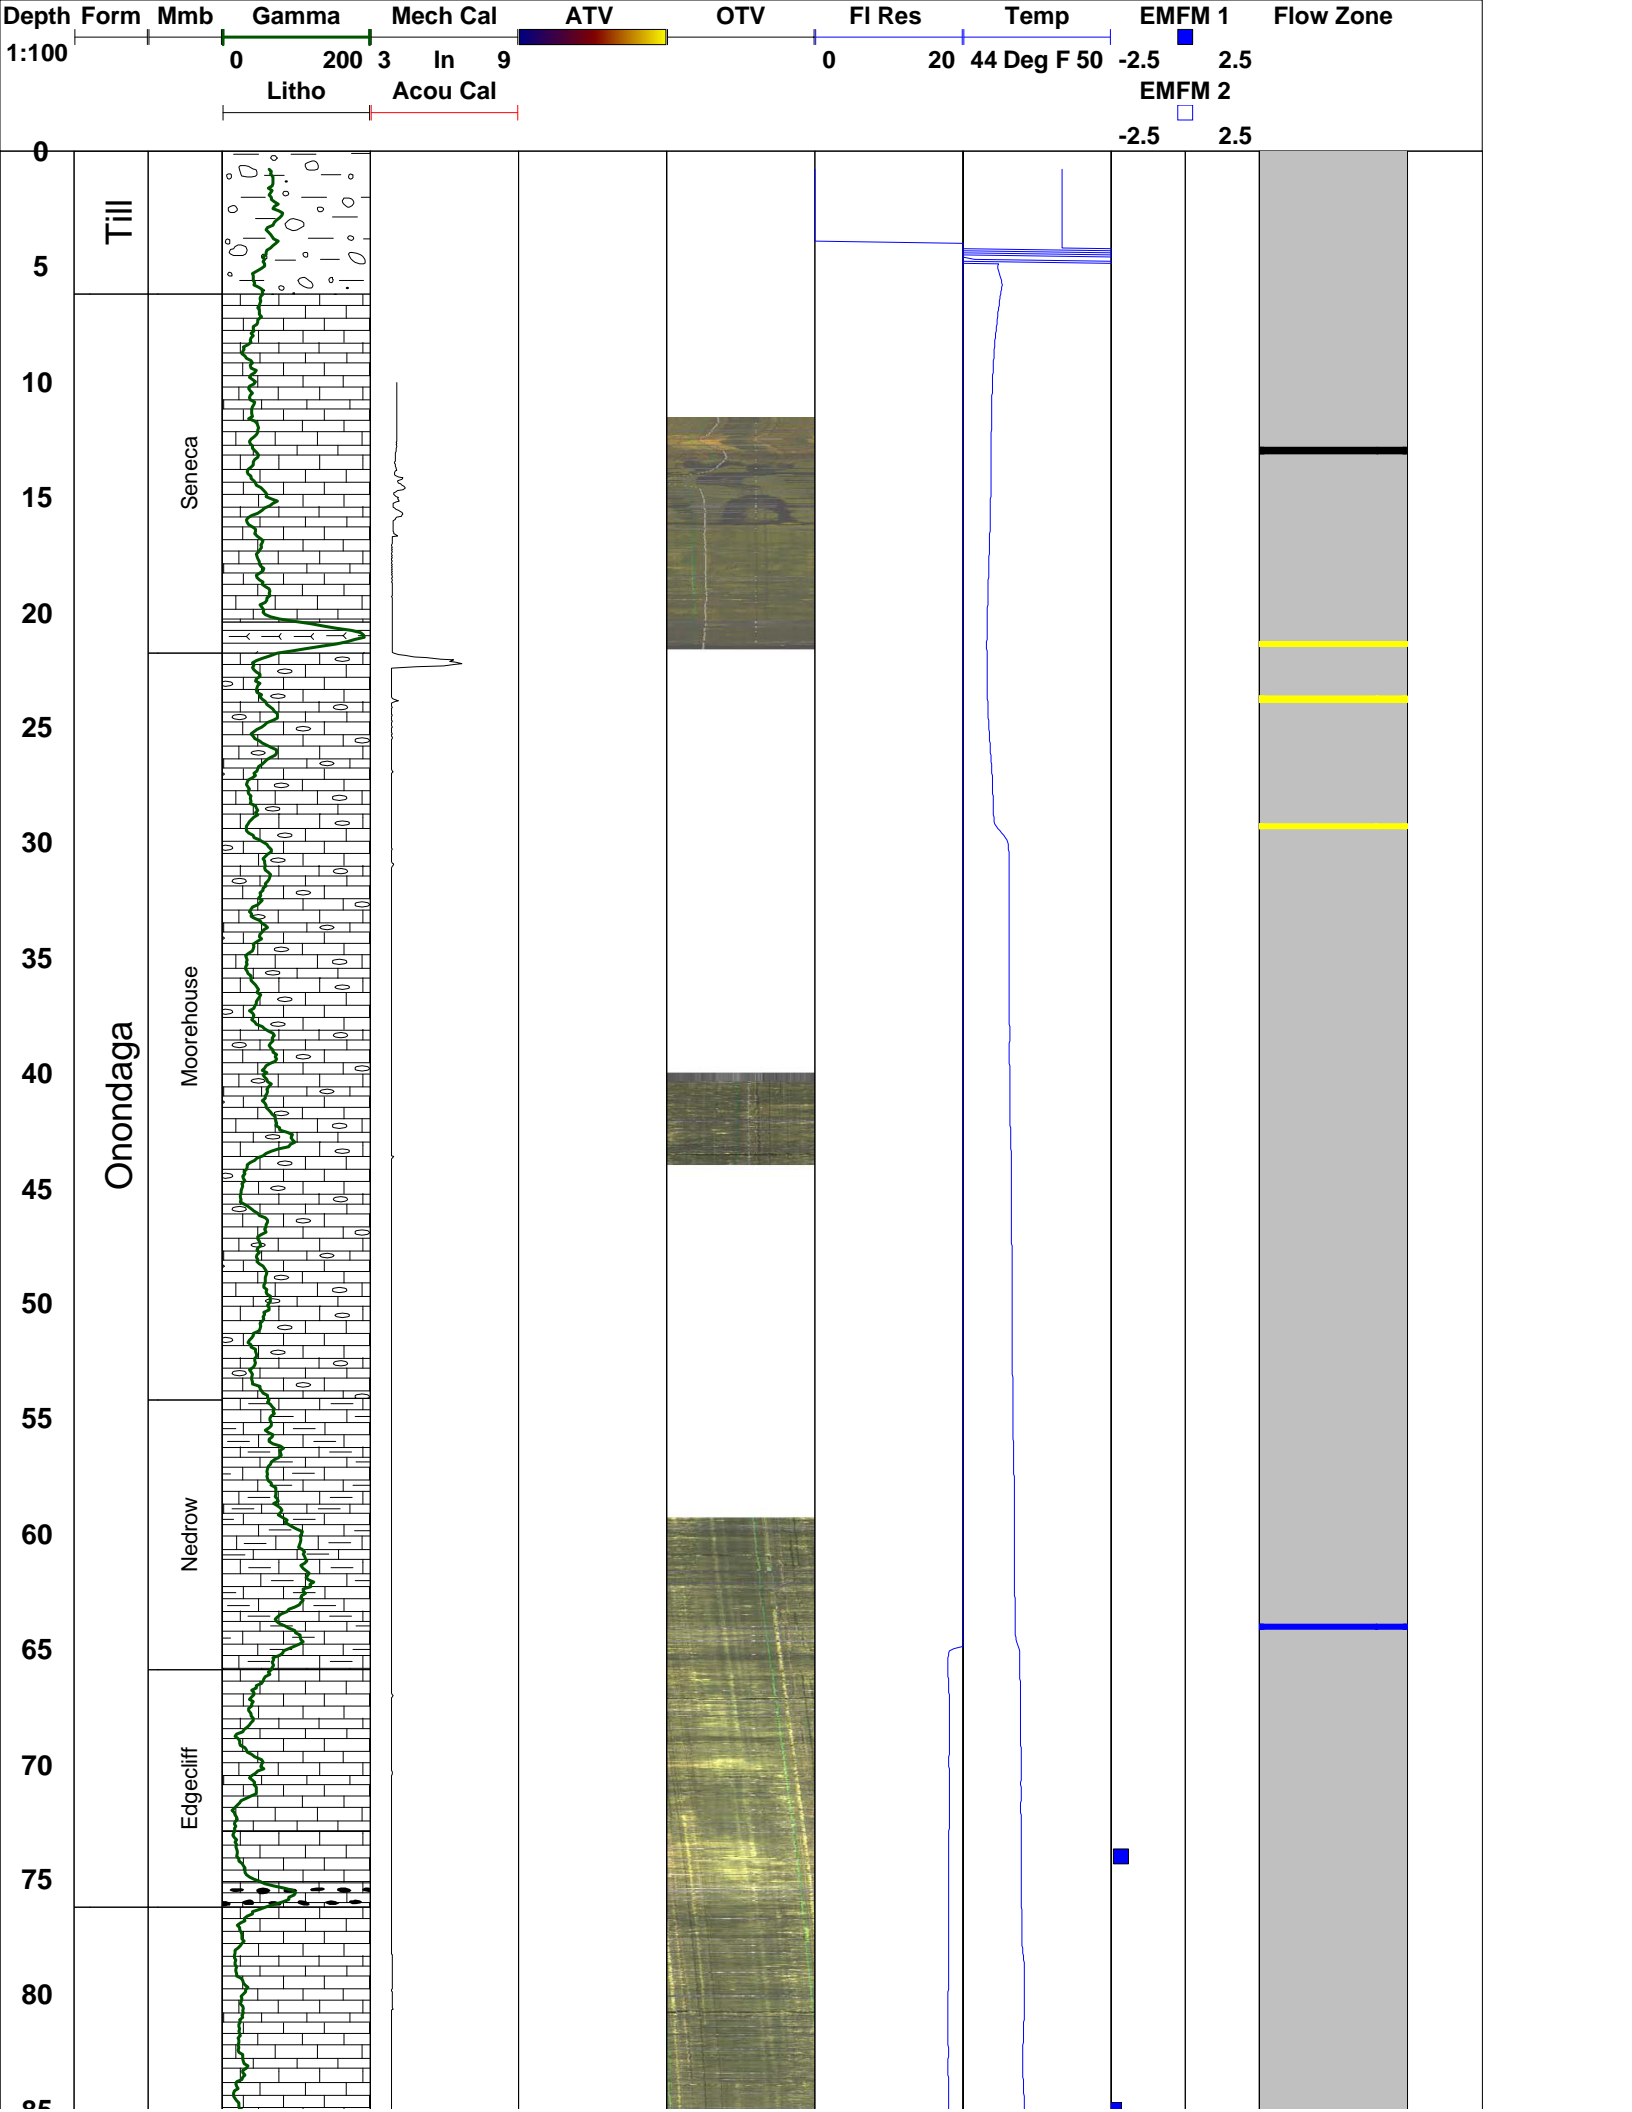 Depth Form Mmb Gamma Mech Cal ATV OTV Fl Res Temp EMFM 1 Flow Zone
1:100 0 200 3 In 9 0 20 44 Deg F 50 -2.5 2.5
Litho Acou Cal EMFM 2
-2.5 2.5
0
Till
5
10
Seneca
15
20
25
30
35
Moorehouse
40
Onondaga
45
50
55
60
Nedrow
65
70
Edgecliff
75
80
85